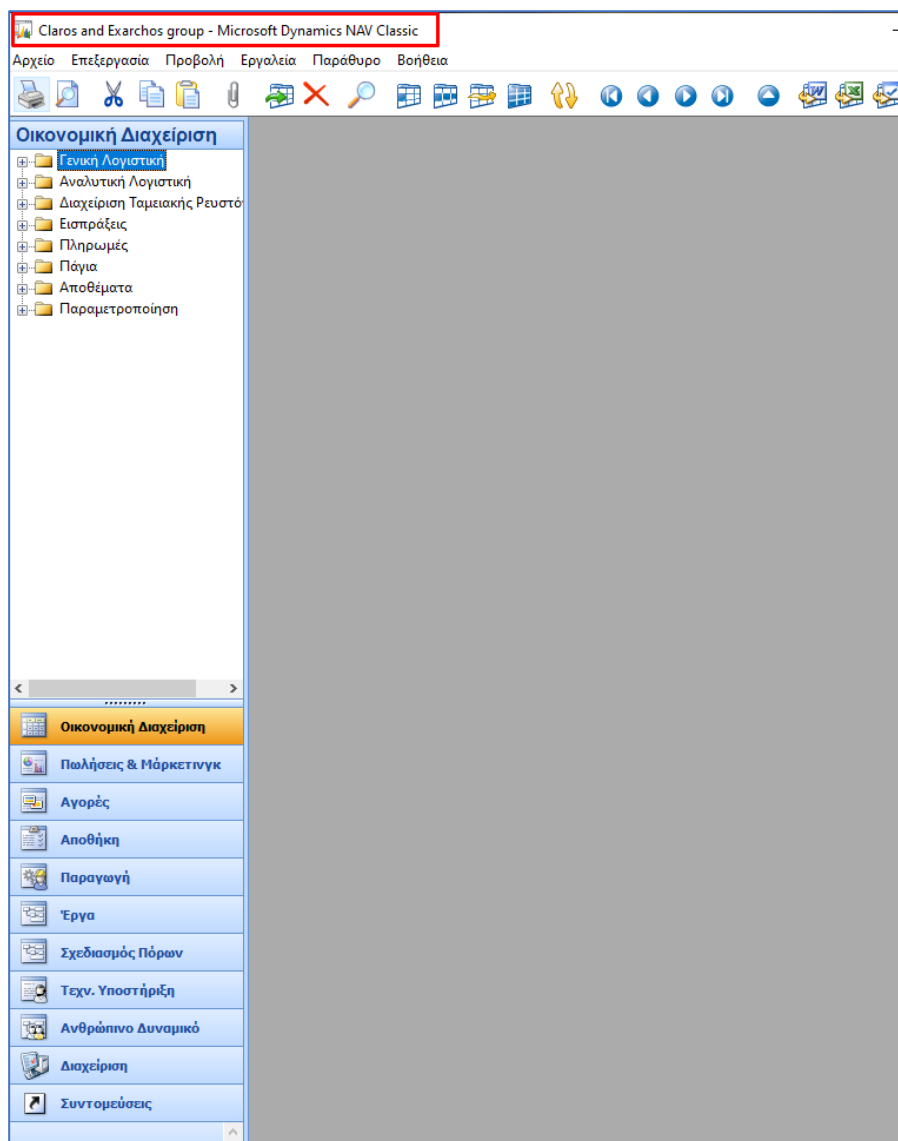 Claros and Exarchos group - Microsoft Dynamics NAV Classic
Αρχείο Επεξεργασία Προβολή Εργαλεία Παράθυρο Βοήθεια
Οικονομική Διαχείριση
Γενική Λογιστική
Αναλυτική Λογιστική
Διαχείριση Ταμειακής Ρευστό
Εισπράξεις
Πληρωμές
Πάγια
Αποθέματα
Παραμετροποίηση
Οικονομική Διαχείριση
Πωλήσεις & Μάρκετινγκ
Αγορές
Αποθήκη
Παραγωγή
Έργα
Σχεδιασμός Πόρων
Τεχν. Υποστήριξη
Ανθρώπινο Δυναμικό
Διαχείριση
Συντομεύσεις